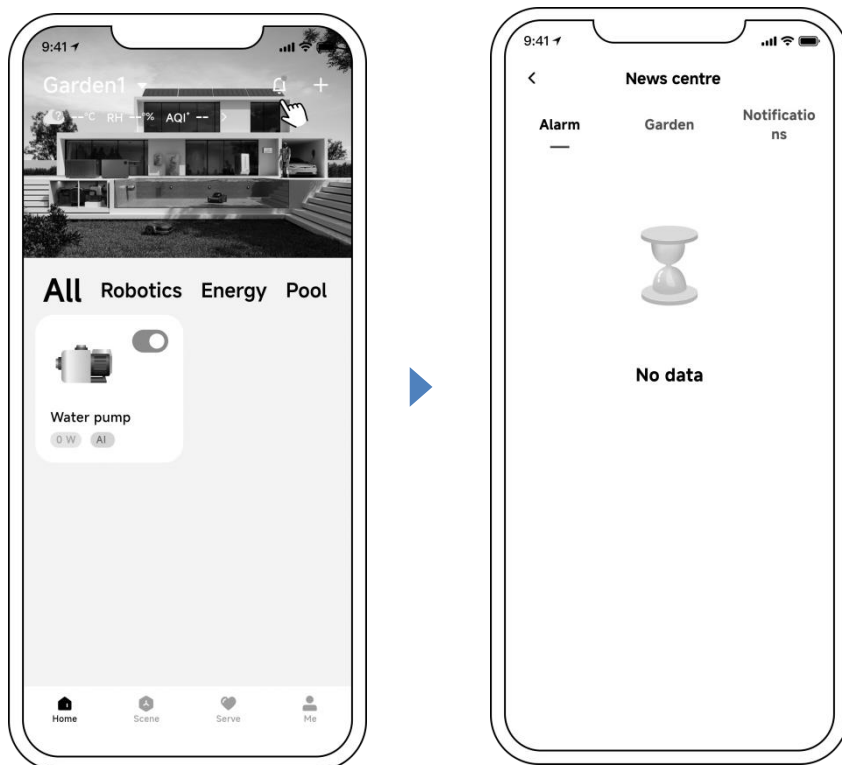 9:41
Garden1
--°C RH --% AQI* --
All Robotics Energy Pool
Water pump
0 W AI
Home Scene Serve Me
9:41
News centre
Alarm Garden Notificatio
ns
No data